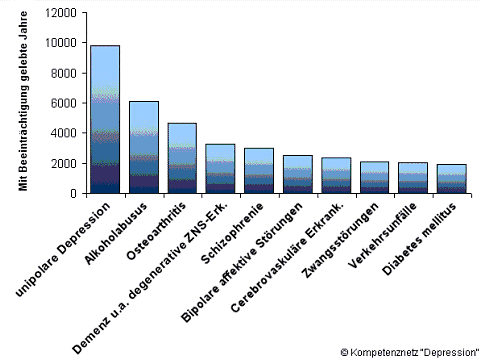 Mit Beeinträchtigung gelebte Jahre
12000
10000
8000
6000
4000
2000
0
unipolare Depression
Alkoholabusus
Osteoarthritis
Demenz u.a. degenerative ZNS-Erk.
Schizophrenie
Bipolare affektive Störungen
Cerebrovaskuläre Erkrank.
Zwangsstörungen
Verkehrsunfälle
Diabetes mellitus
© Kompetenznetz "Depression"